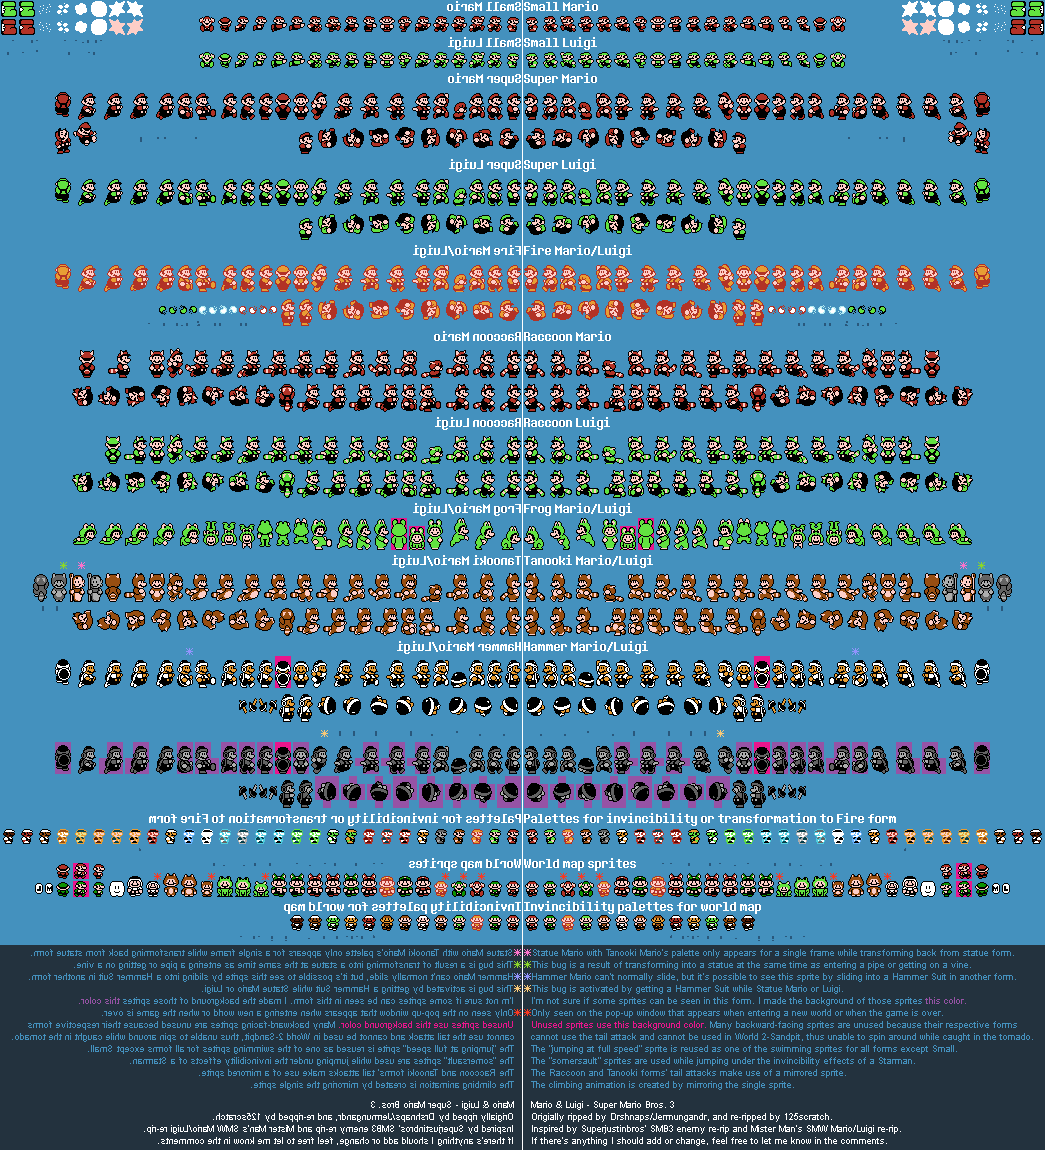 Small Mario
Small Luigi
Super Mario
Super Luigi
Fire Mario/Luigi
Raccoon Mario
Raccoon Luigi
Frog Mario/Luigi
Tanooki Mario/Luigi
Hammer Mario/Luigi
Palettes for invincibility or transformation to Fire form
World map sprites
Invincibility palettes for world map
Statue Mario with Tanooki Mario's palette only appears for a single frame while transforming back from statue form.
This bug is a result of transforming into a statue at the same time as entering a pipe or getting on a vine.
Hammer Mario can't normally slide, but it's possible to see this sprite by sliding into a Hammer Suit in another form.
This bug is activated by getting a Hammer Suit while Statue Mario or Luigi.
I'm not sure if some sprites can be seen in this form. I made the background of those sprites this color.
Only seen on the pop-up window that appears when entering a new world or when the game is over.
Unused sprites use this background color. Many backward-facing sprites are unused because their respective forms
cannot use the tail attack and cannot be used in World 2-Sandpit, thus unable to spin around while caught in the tornado.
The "jumping at full speed" sprite is reused as one of the swimming sprites for all forms except Small.
The "somersault" sprites are used while jumping under the invincibility effects of a Starman.
The Raccoon and Tanooki forms' tail attacks make use of a mirrored sprite.
The climbing animation is created by mirroring the single sprite.
Mario & Luigi - Super Mario Bros. 3
Origially ripped by Drshnaps/Jermungandr, and re-ripped by 125scratch.
Inspired by Superjustinbros' SMB3 enemy re-rip and Mister Man's SMW Mario/Luigi re-rip.
If there's anything I should add or change, feel free to let me know in the comments.